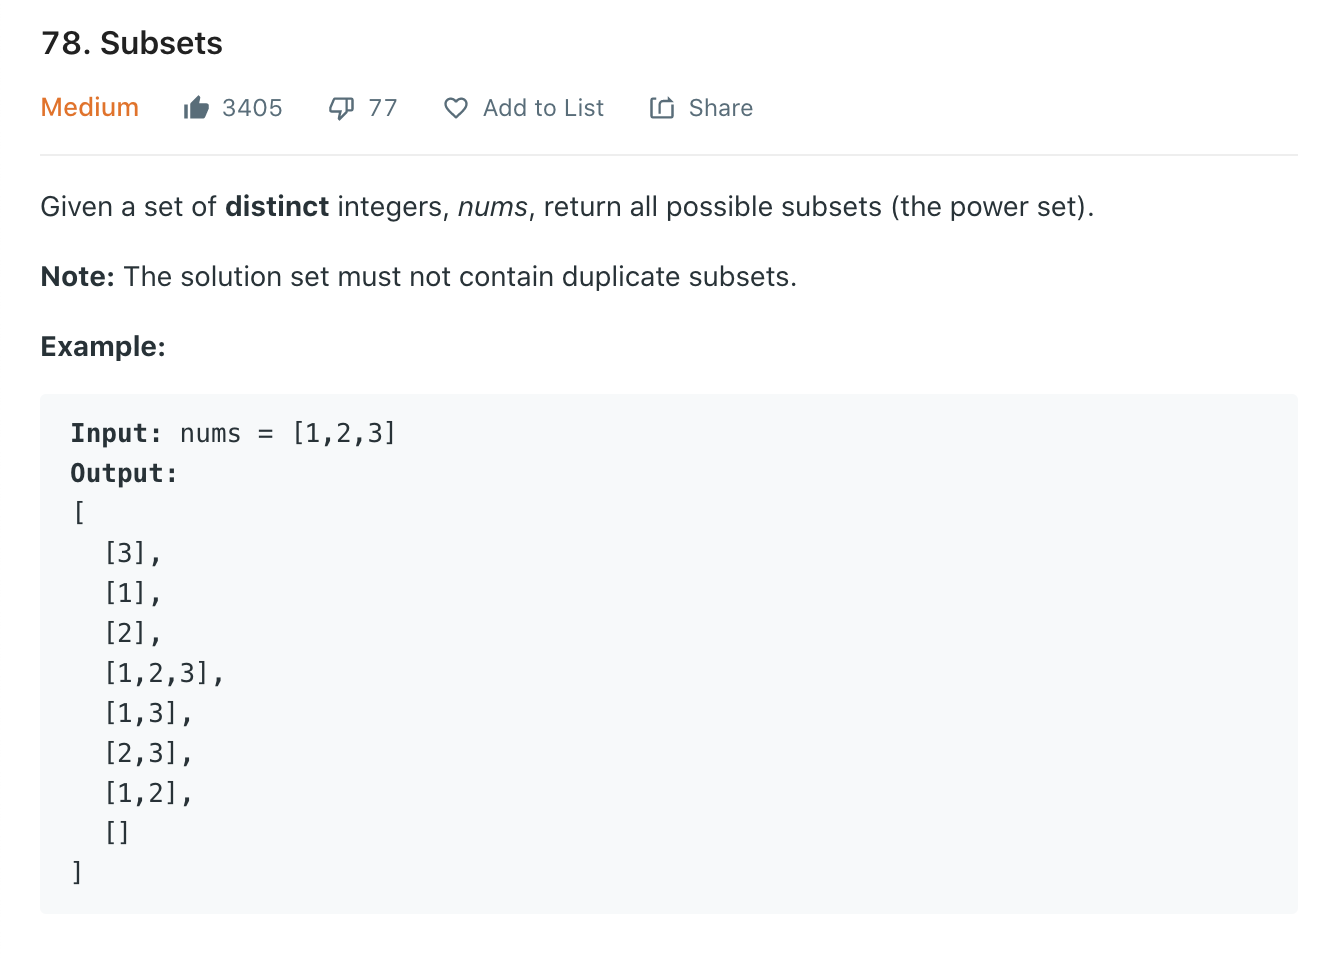 78. Subsets
Medium 3405 77 Add to List Share
Given a set of distinct integers, nums, return all possible subsets (the power set).
Note: The solution set must not contain duplicate subsets.
Example:
Input: nums = [1,2,3]
Output:
[
  [3],
  [1],
  [2],
  [1,2,3],
  [1,3],
  [2,3],
  [1,2],
  []
]